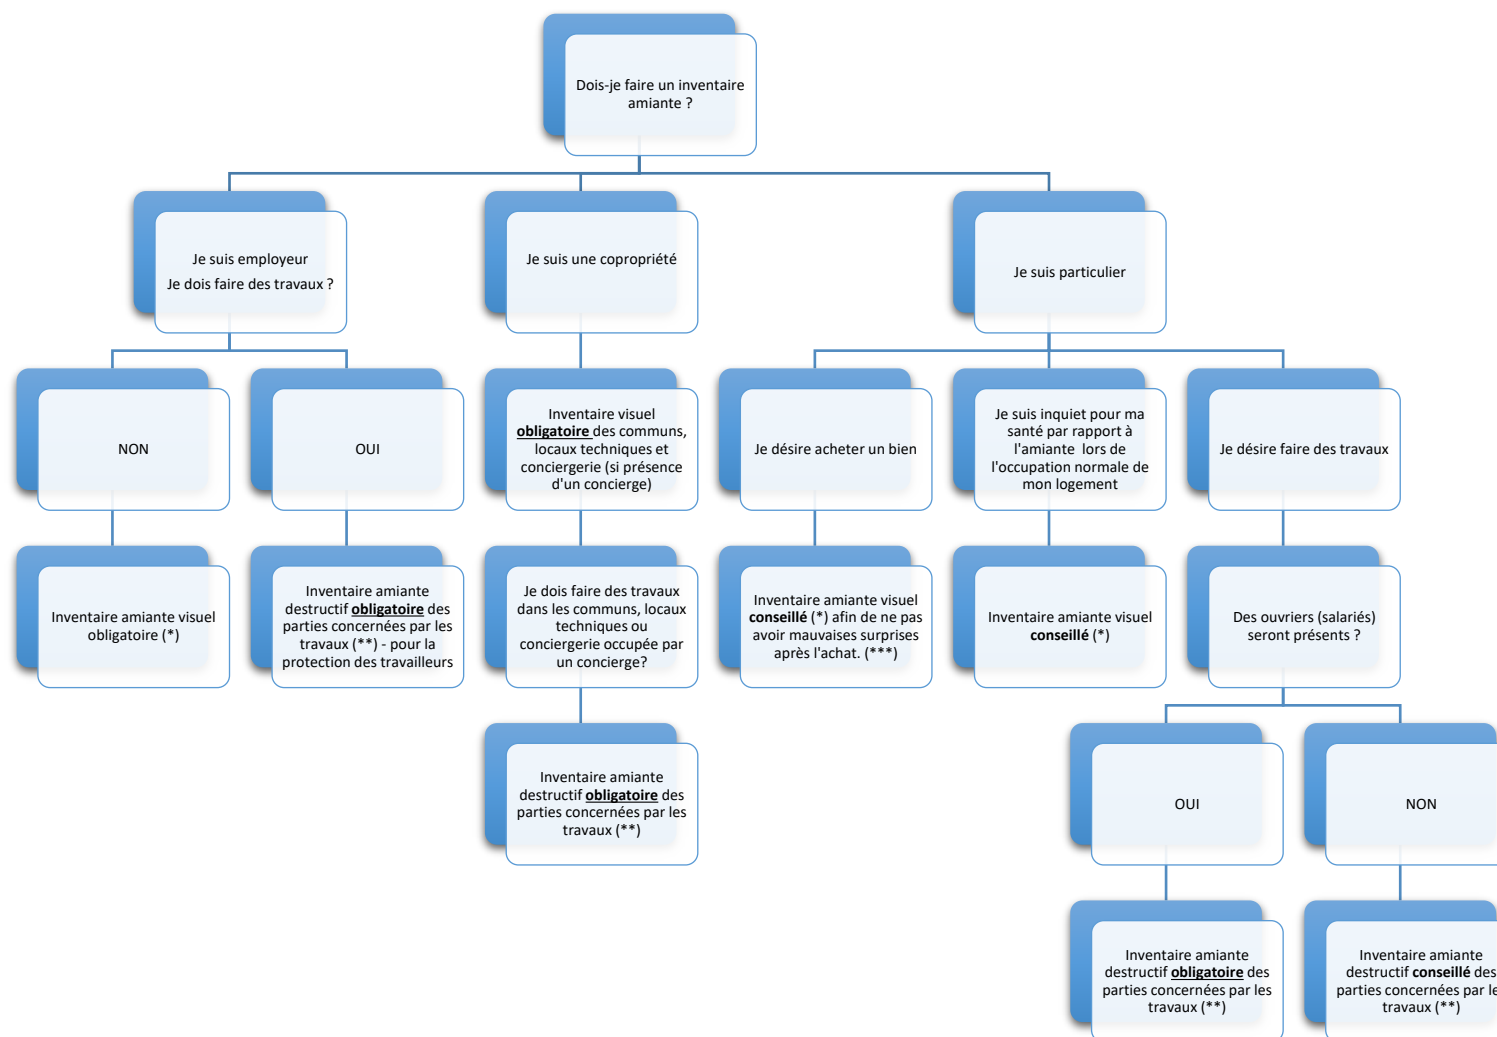 Dois-je faire un inventaire
amiante ?
Je suis employeur
Je dois faire des travaux ?
Je suis une copropriété
Je suis particulier
NON
OUI
Inventaire visuel
obligatoire des communs,
locaux techniques et
conciergerie (si présence
d'un concierge)
Je désire acheter un bien
Je suis inquiet pour ma
santé par rapport à
l'amiante lors de
l'occupation normale de
mon logement
Je désire faire des travaux
Inventaire amiante visuel
obligatoire (*)
Inventaire amiante
destructif obligatoire des
parties concernées par les
travaux (**) - pour la
protection des travailleurs
Je dois faire des travaux
dans les communs, locaux
techniques ou
conciergerie occupée par
un concierge?
Inventaire amiante visuel
conseillé (*) afin de ne pas
avoir mauvaises surprises
après l'achat. (***)
Inventaire amiante visuel
conseillé (*)
Des ouvriers (salariés)
seront présents ?
Inventaire amiante
destructif obligatoire des
parties concernées par les
travaux (**)
OUI
NON
Inventaire amiante
destructif obligatoire des
parties concernées par les
travaux (**)
Inventaire amiante
destructif conseillé des
parties concernées par le
travaux (**)